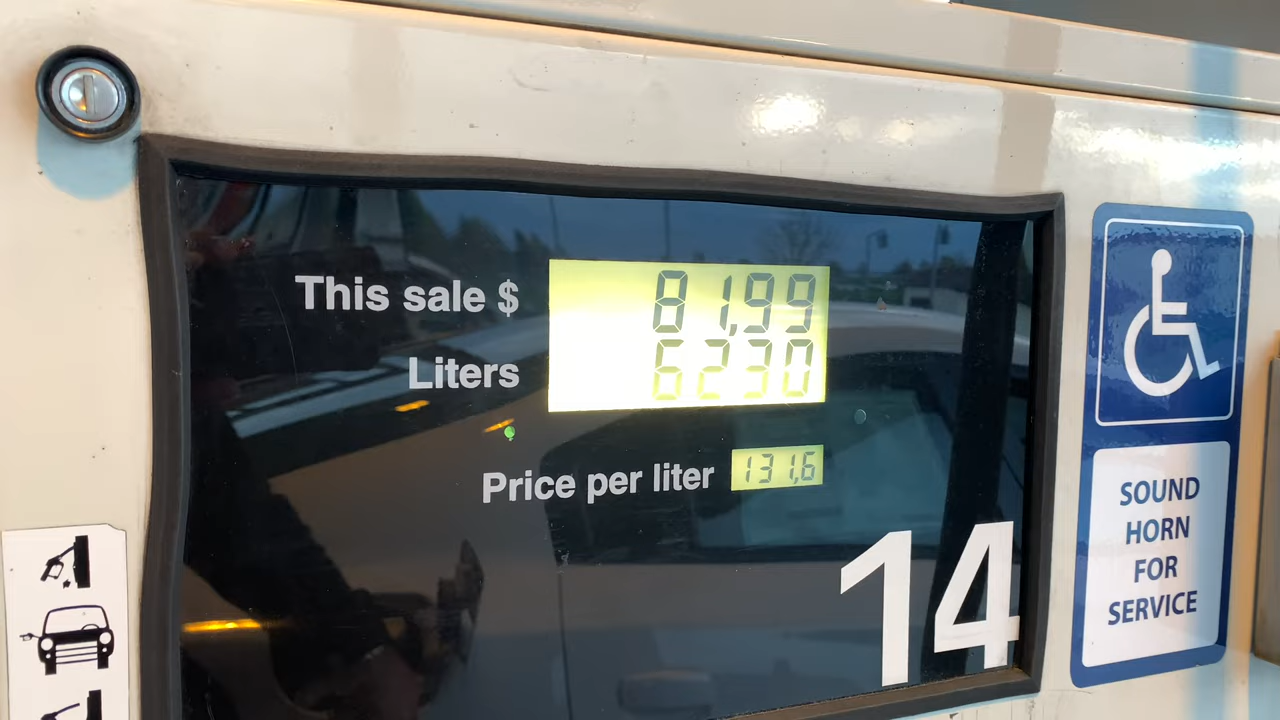 This sale $ 81,99
Liters 6230
Price per liter 131,6
14
SOUND
HORN
FOR
SERVICE